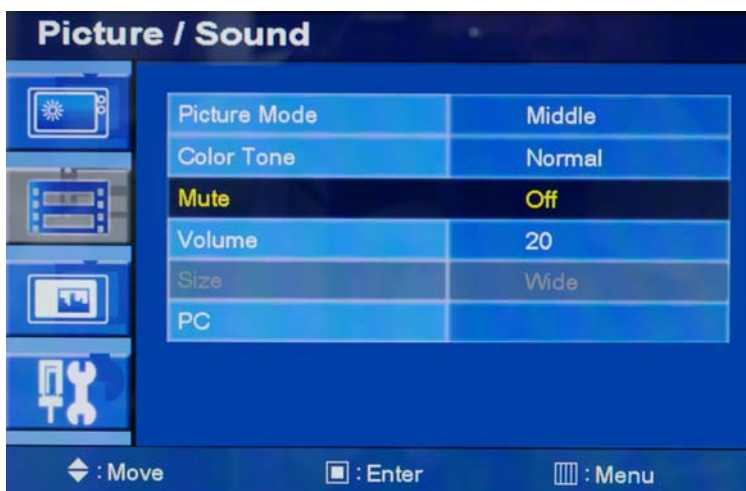 Picture / Sound
Picture Mode Middle
Color Tone Normal
Mute Off
Volume 20
Size Wide
PC
: Move : Enter : Menu